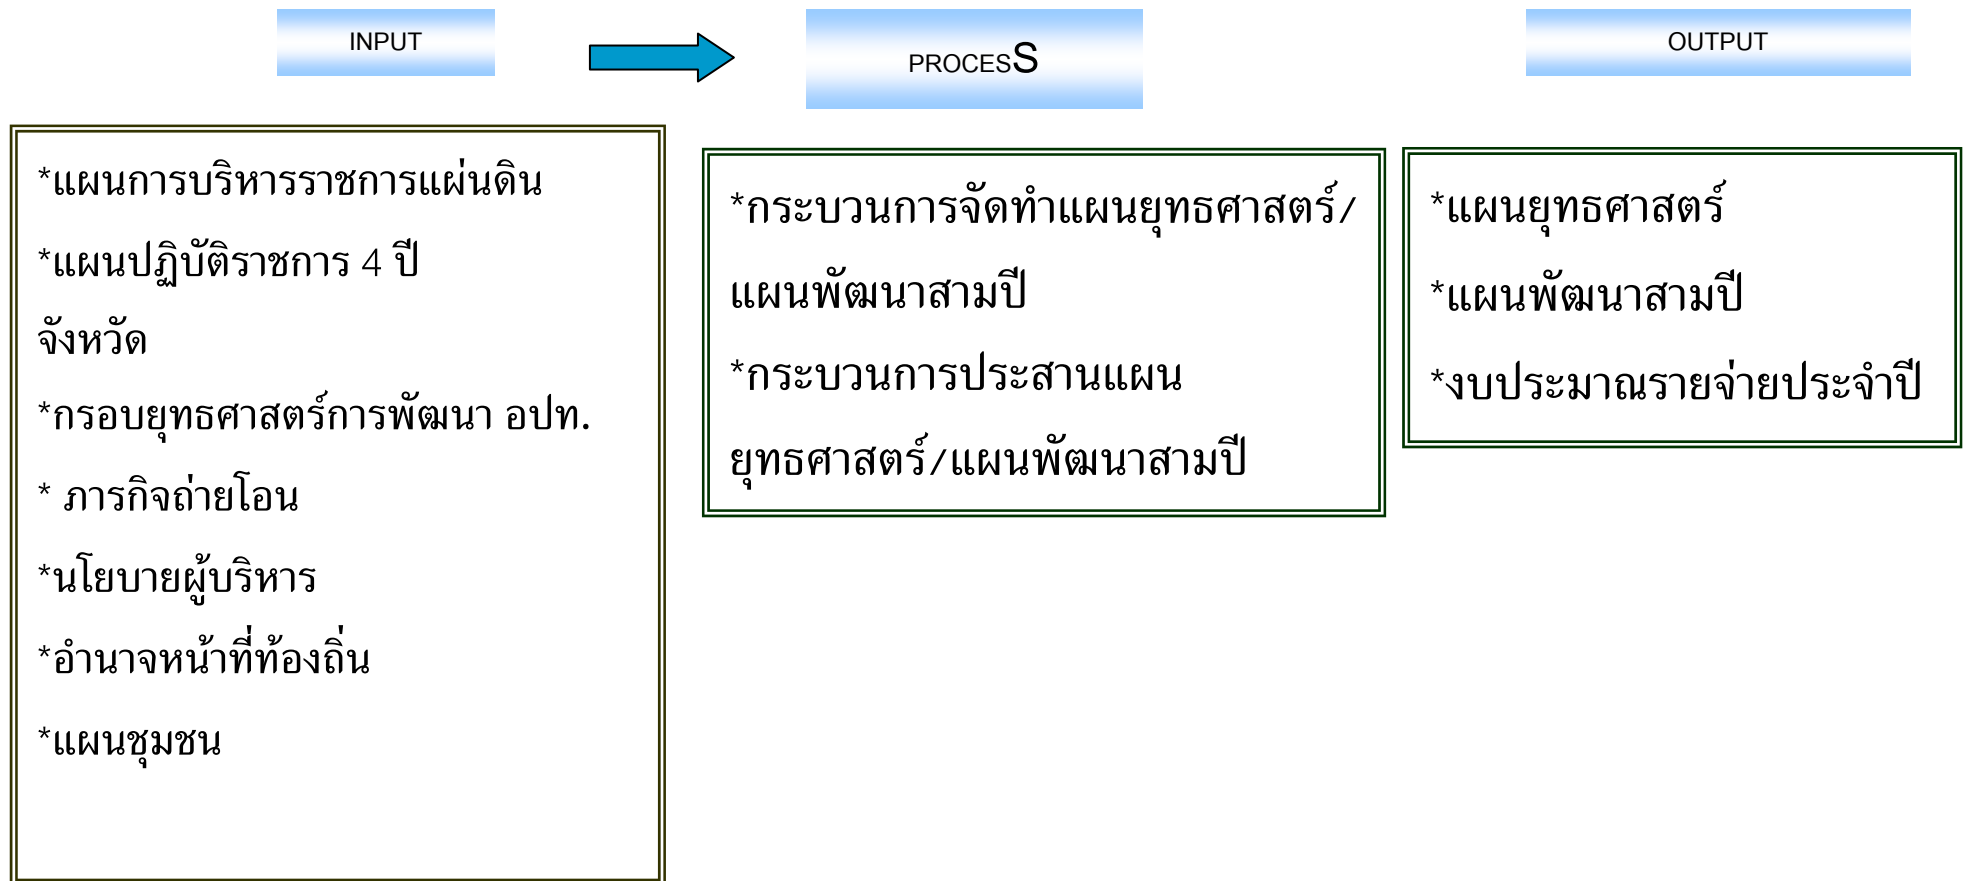 INPUT
PROCESS
OUTPUT
*แผนการบริหารราชการแผ่นดิน
*แผนปฏิบัติราชการ 4 ปี
จังหวัด
*กรอบยุทธศาสตร์การพัฒนา อปท.
* ภารกิจถ่ายโอน
*นโยบายผู้บริหาร
*อำนาจหน้าที่ท้องถิ่น
*แผนชุมชน
*กระบวนการจัดทำแผนยุทธศาสตร์/
แผนพัฒนาสามปี
*กระบวนการประสานแผน
ยุทธศาสตร์/แผนพัฒนาสามปี
*แผนยุทธศาสตร์
*แผนพัฒนาสามปี
*งบประมาณรายจ่ายประจำปี